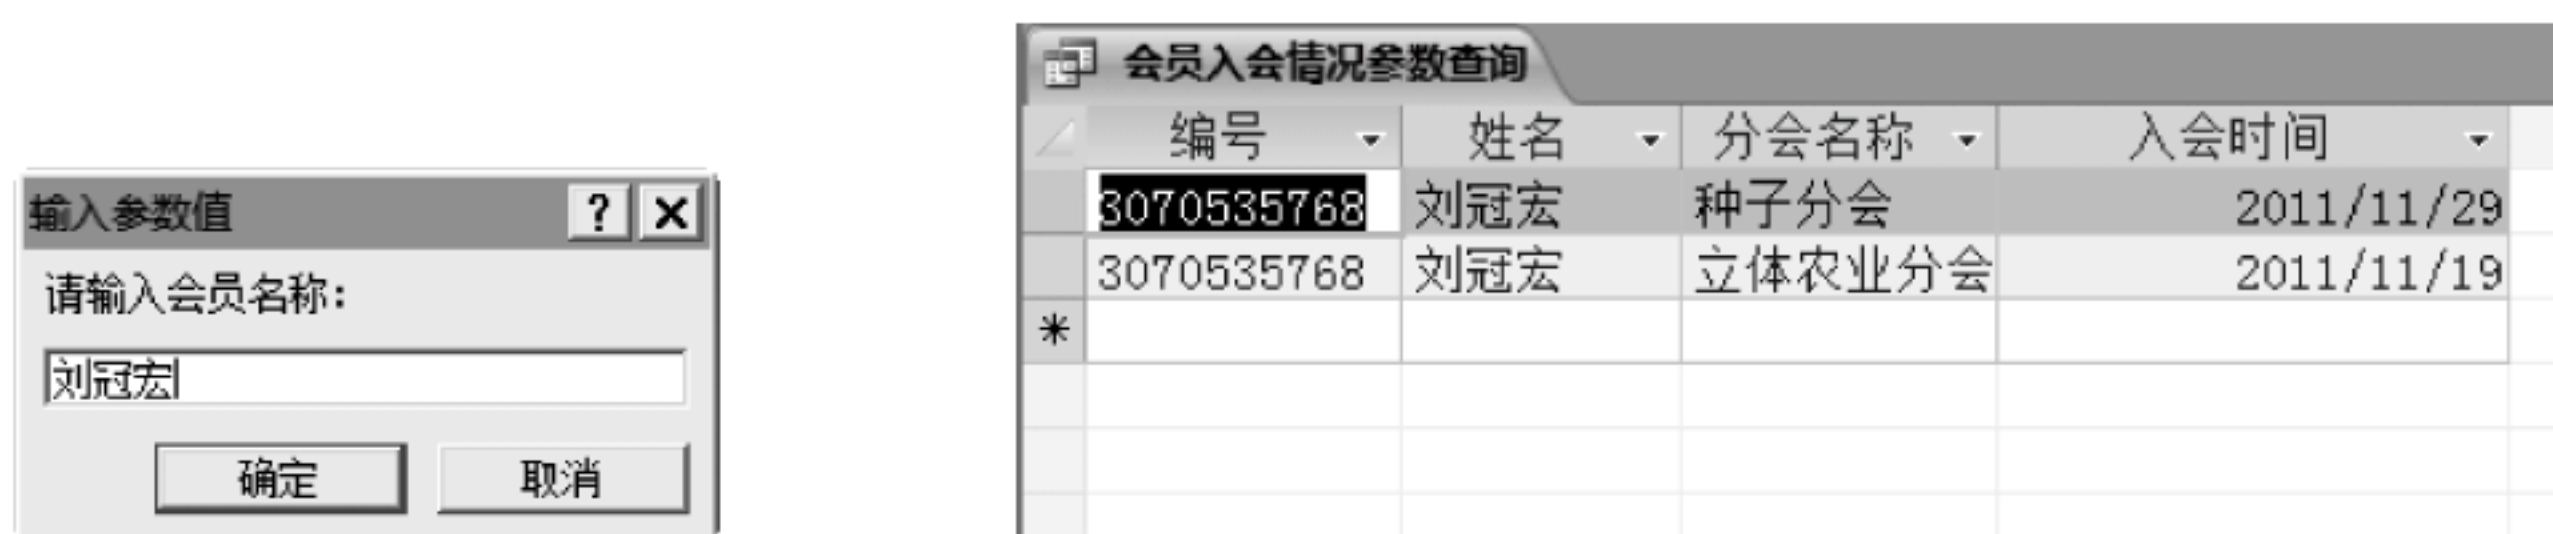 输入参数值 ? X
请输入会员名称:
刘冠宏
确定 取消
会员入会情况参数查询
编号 姓名 分会名称 入会时间
3070535768 刘冠宏 种子分会 2011/11/29
3070535768 刘冠宏 立体农业分会 2011/11/19
*